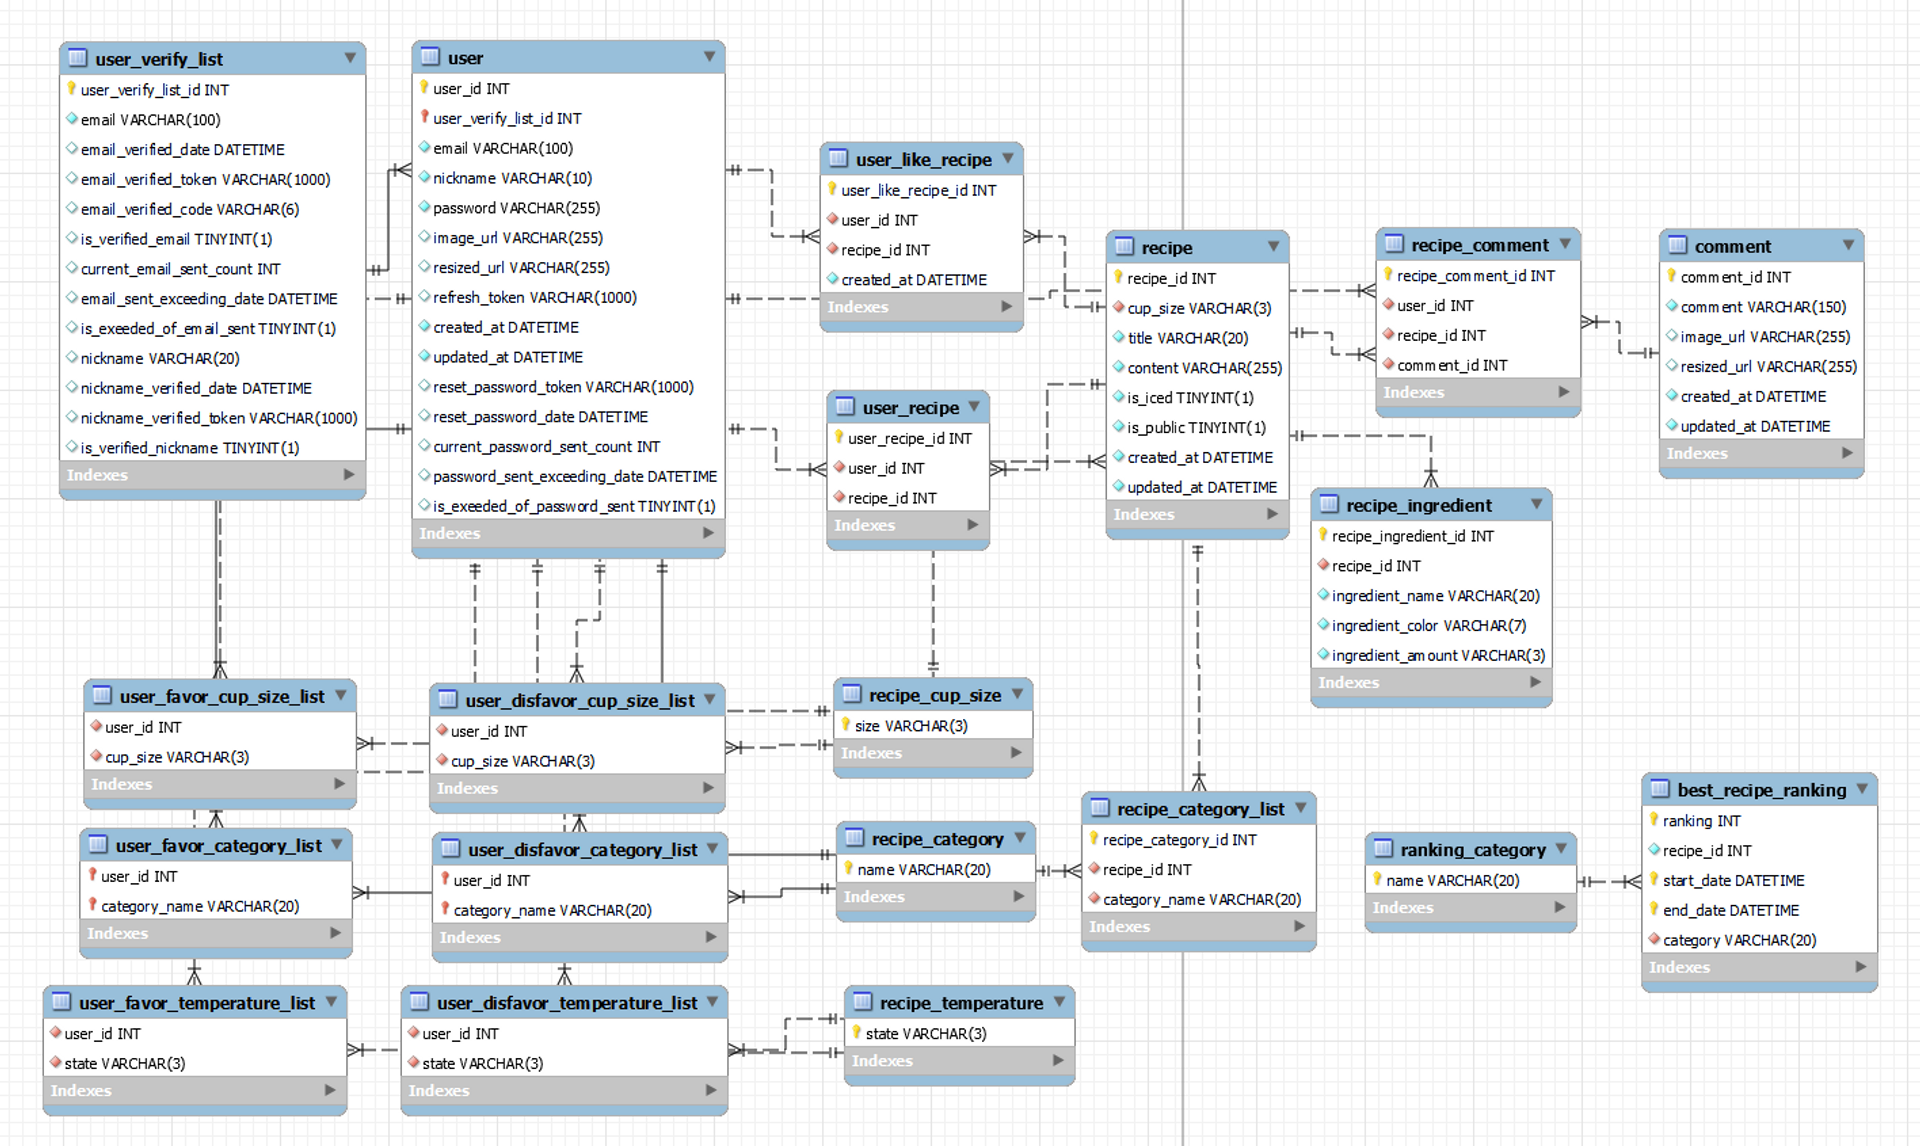 user_verify_list
user_verify_list_id INT
email VARCHAR(100)
email_verified_date DATETIME
email_verified_token VARCHAR(1000)
email_verified_code VARCHAR(6)
is_verified_email TINYINT(1)
current_email_sent_count INT
email_sent_exceeding_date DATETIME
is_exeeded_of_email_sent TINYINT(1)
nickname VARCHAR(20)
nickname_verified_date DATETIME
nickname_verified_token VARCHAR(1000)
is_verified_nickname TINYINT(1)
Indexes
user
user_id INT
user_verify_list_id INT
email VARCHAR(100)
nickname VARCHAR(10)
password VARCHAR(255)
image_url VARCHAR(255)
resized_url VARCHAR(255)
refresh_token VARCHAR(1000)
created_at DATETIME
updated_at DATETIME
reset_password_token VARCHAR(1000)
reset_password_date DATETIME
current_password_sent_count INT
password_sent_exceeding_date DATETIME
is_exeeded_of_password_sent TINYINT(1)
Indexes
user_like_recipe
user_like_recipe_id INT
user_id INT
recipe_id INT
created_at DATETIME
Indexes
user_recipe
user_recipe_id INT
user_id INT
recipe_id INT
Indexes
recipe
recipe_id INT
cup_size VARCHAR(3)
title VARCHAR(20)
content VARCHAR(255)
is_iced TINYINT(1)
is_public TINYINT(1)
created_at DATETIME
updated_at DATETIME
Indexes
recipe_comment
recipe_comment_id INT
user_id INT
recipe_id INT
comment_id INT
Indexes
comment
comment_id INT
comment VARCHAR(150)
image_url VARCHAR(255)
resized_url VARCHAR(255)
created_at DATETIME
updated_at DATETIME
Indexes
recipe_ingredient
recipe_ingredient_id INT
recipe_id INT
ingredient_name VARCHAR(20)
ingredient_color VARCHAR(7)
ingredient_amount VARCHAR(3)
Indexes
user_favor_cup_size_list
user_id INT
cup_size VARCHAR(3)
Indexes
user_disfavor_cup_size_list
user_id INT
cup_size VARCHAR(3)
Indexes
recipe_cup_size
size VARCHAR(3)
Indexes
user_favor_category_list
user_id INT
category_name VARCHAR(20)
Indexes
user_disfavor_category_list
user_id INT
category_name VARCHAR(20)
Indexes
recipe_category
name VARCHAR(20)
Indexes
recipe_category_list
recipe_category_id INT
recipe_id INT
category_name VARCHAR(20)
Indexes
ranking_category
name VARCHAR(20)
Indexes
best_recipe_ranking
ranking INT
recipe_id INT
start_date DATETIME
end_date DATETIME
category VARCHAR(20)
Indexes
user_favor_temperature_list
user_id INT
state VARCHAR(3)
Indexes
user_disfavor_temperature_list
user_id INT
state VARCHAR(3)
Indexes
recipe_temperature
state VARCHAR(3)
Indexes